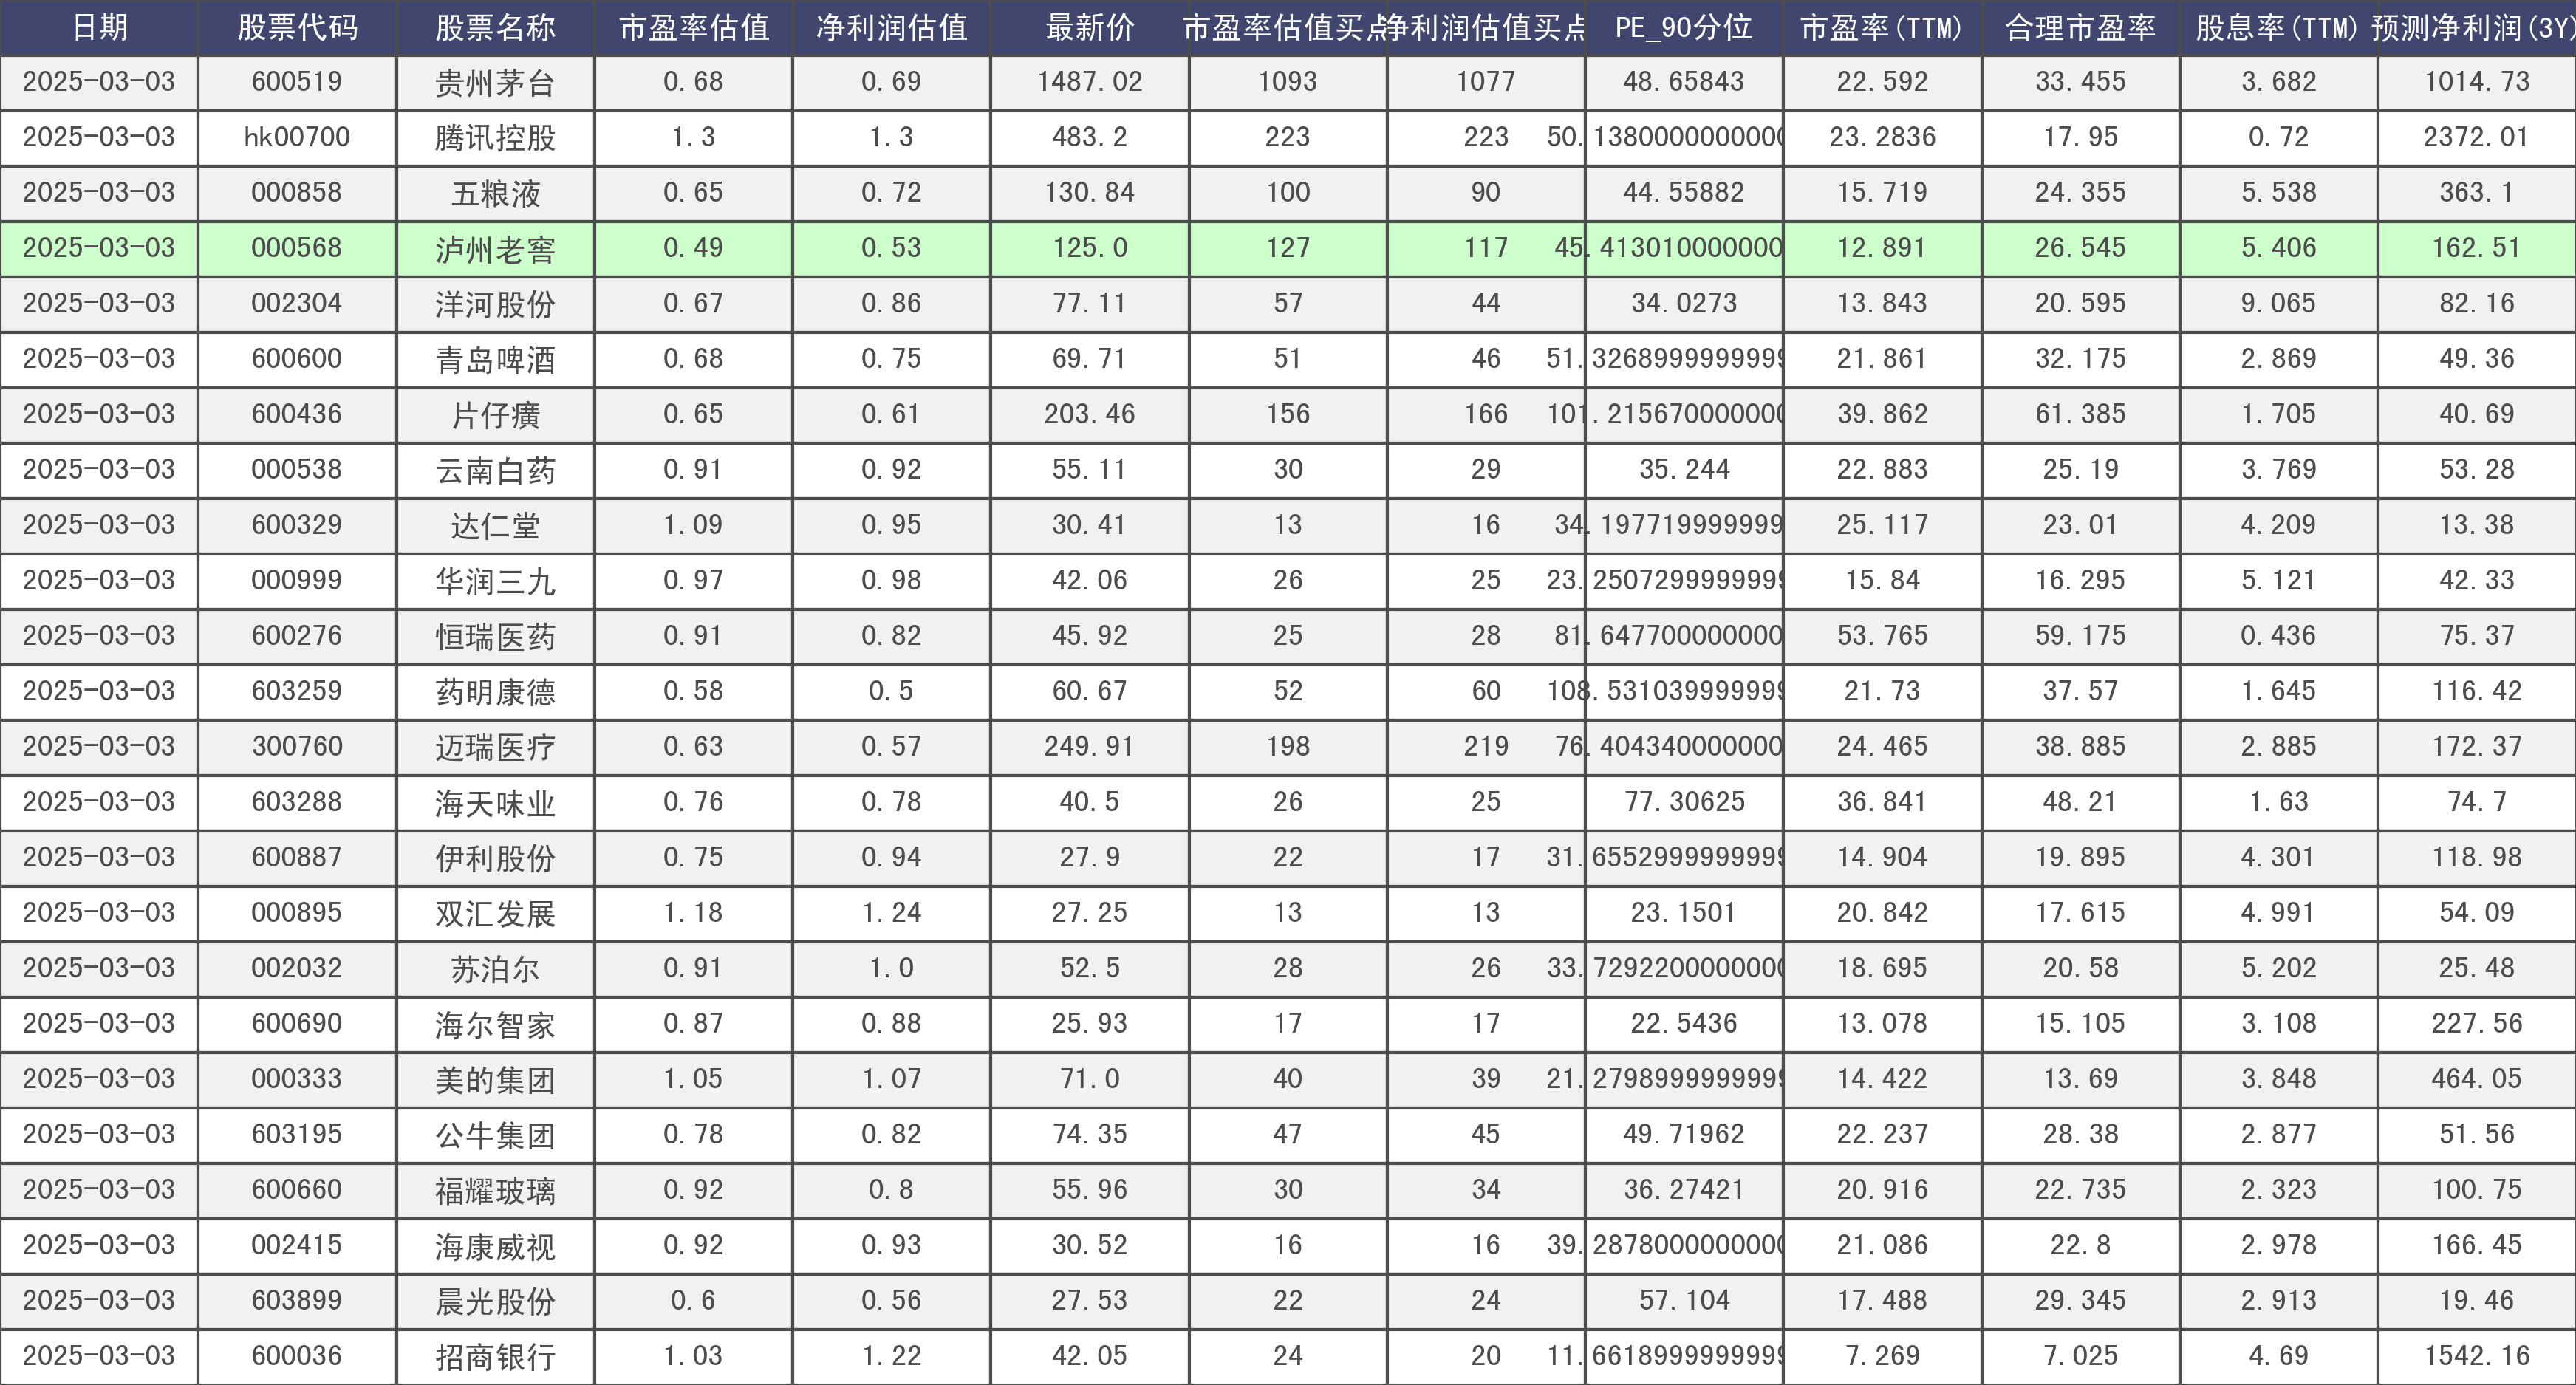 日期 股票代码 股票名称 市盈率估值 净利润估值 最新价 市盈率估值买点 净利润估值买点 PE_90分位 市盈率(TTM) 合理市盈率 股息率(TTM) 预测净利润(3Y)
2025-03-03 600519 贵州茅台 0.68 0.69 1487.02 1093 1077 48.65843 22.592 33.455 3.682 1014.73
2025-03-03 hk00700 腾讯控股 1.3 1.3 483.2 223 223 50.1380000000000 23.2836 17.95 0.72 2372.01
2025-03-03 000858 五粮液 0.65 0.72 130.84 100 90 44.55882 15.719 24.355 5.538 363.1
2025-03-03 000568 泸州老窖 0.49 0.53 125.0 127 117 45.413010000000 12.891 26.545 5.406 162.51
2025-03-03 002304 洋河股份 0.67 0.86 77.11 57 44 34.0273 13.843 20.595 9.065 82.16
2025-03-03 600600 青岛啤酒 0.68 0.75 69.71 51 46 51.3268999999999 21.861 32.175 2.869 49.36
2025-03-03 600436 片仔癀 0.65 0.61 203.46 156 166 101.215670000000 39.862 61.385 1.705 40.69
2025-03-03 000538 云南白药 0.91 0.92 55.11 30 29 35.244 22.883 25.19 3.769 53.28
2025-03-03 600329 达仁堂 1.09 0.95 30.41 13 16 34.197719999999 25.117 23.01 4.209 13.38
2025-03-03 000999 华润三九 0.97 0.98 42.06 26 25 23.2507299999999 15.84 16.295 5.121 42.33
2025-03-03 600276 恒瑞医药 0.91 0.82 45.92 25 28 81.647700000000 53.765 59.175 0.436 75.37
2025-03-03 603259 药明康德 0.58 0.5 60.67 52 60 108.531039999999 21.73 37.57 1.645 116.42
2025-03-03 300760 迈瑞医疗 0.63 0.57 249.91 198 219 76.404340000000 24.465 38.885 2.885 172.37
2025-03-03 603288 海天味业 0.76 0.78 40.5 26 25 77.30625 36.841 48.21 1.63 74.7
2025-03-03 600887 伊利股份 0.75 0.94 27.9 22 17 31.6552999999999 14.904 19.895 4.301 118.98
2025-03-03 000895 双汇发展 1.18 1.24 27.25 13 13 23.1501 20.842 17.615 4.991 54.09
2025-03-03 002032 苏泊尔 0.91 1.0 52.5 28 26 33.7292200000000 18.695 20.58 5.202 25.48
2025-03-03 600690 海尔智家 0.87 0.88 25.93 17 17 22.5436 13.078 15.105 3.108 227.56
2025-03-03 000333 美的集团 1.05 1.07 71.0 40 39 21.2798999999999 14.422 13.69 3.848 464.05
2025-03-03 603195 公牛集团 0.78 0.82 74.35 47 45 49.71962 22.237 28.38 2.877 51.56
2025-03-03 600660 福耀玻璃 0.92 0.8 55.96 30 34 36.27421 20.916 22.735 2.323 100.75
2025-03-03 002415 海康威视 0.92 0.93 30.52 16 16 39.2878000000000 21.086 22.8 2.978 166.45
2025-03-03 603899 晨光股份 0.6 0.56 27.53 22 24 57.104 17.488 29.345 2.913 19.46
2025-03-03 600036 招商银行 1.03 1.22 42.05 24 20 11.6618999999999 7.269 7.025 4.69 1542.16